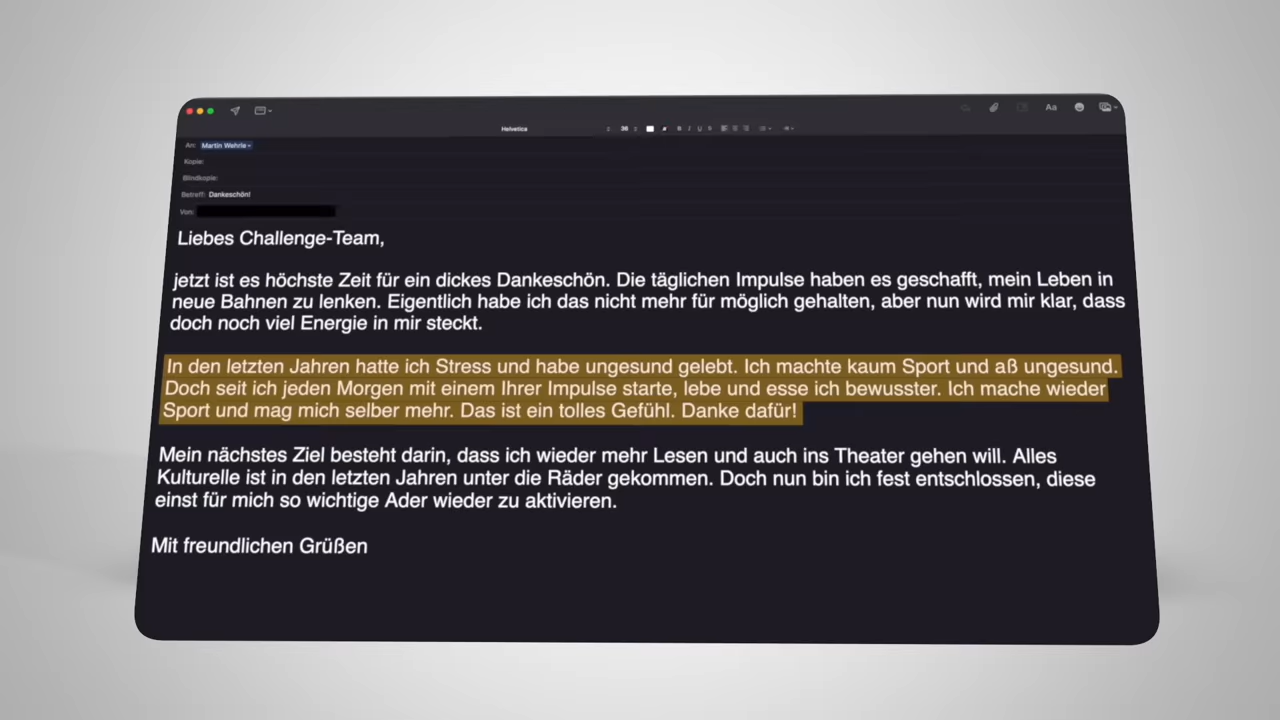 Helvetica
36
Aa
An: Martin Wehrle
Kopie:
Blindkopie:
Betreff: Dankeschön!
Von:
Liebes Challenge-Team,
jetzt ist es höchste Zeit für ein dickes Dankeschön. Die täglichen Impulse haben es geschafft, mein Leben in
neue Bahnen zu lenken. Eigentlich habe ich das nicht mehr für möglich gehalten, aber nun wird mir klar, dass
doch noch viel Energie in mir steckt.
In den letzten Jahren hatte ich Stress und habe ungesund gelebt. Ich machte kaum Sport und aß ungesund.
Doch seit ich jeden Morgen mit einem Ihrer Impulse starte, lebe und esse ich bewusster. Ich mache wieder
Sport und mag mich selber mehr. Das ist ein tolles Gefühl. Danke dafür!
Mein nächstes Ziel besteht darin, dass ich wieder mehr Lesen und auch ins Theater gehen will. Alles
Kulturelle ist in den letzten Jahren unter die Räder gekommen. Doch nun bin ich fest entschlossen, diese
einst für mich so wichtige Ader wieder zu aktivieren.
Mit freundlichen Grüßen